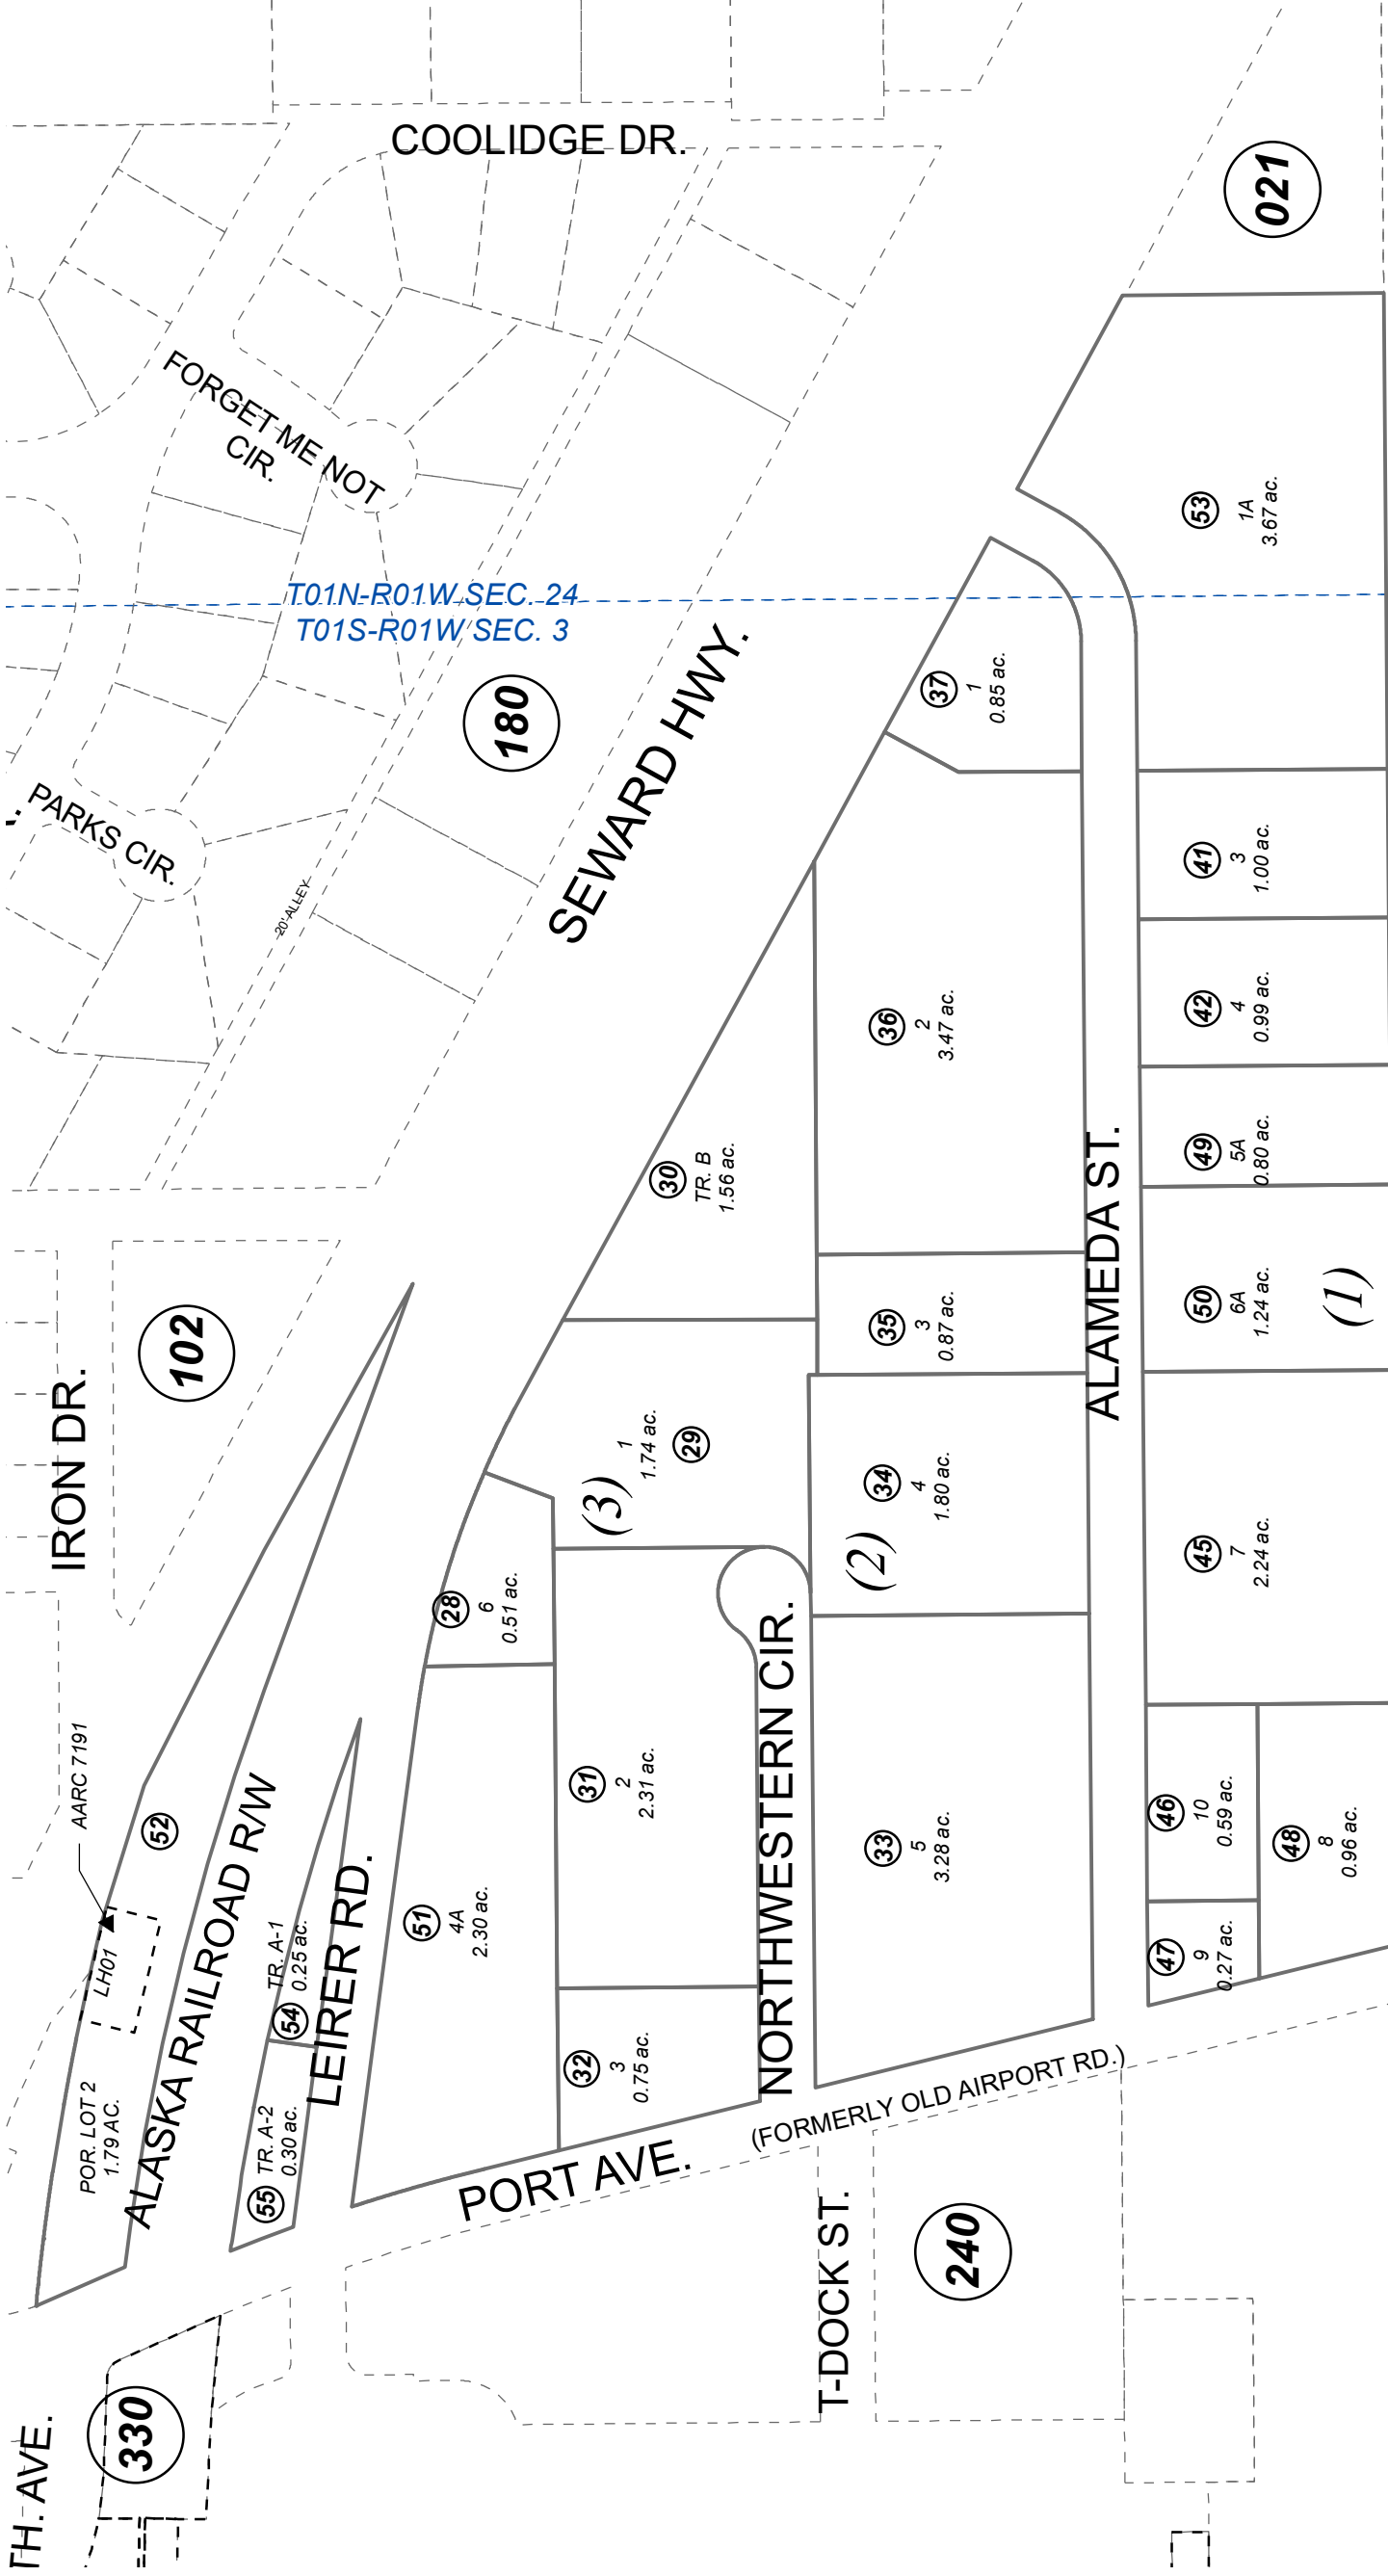 COOLIDGE DR.
021
FORGET ME NOT
CIR.
53
1A
3.67 ac.
T01N-R01W SEC. 24
T01S-R01W SEC. 3
180
SEWARD HWY.
37
1
0.85 ac.
PARKS CIR.
20' ALLEY
41
3
1.00 ac.
42
4
0.99 ac.
36
2
3.47 ac.
30
TR. B
1.56 ac.
49
5A
0.80 ac.
ALAMEDA ST.
50
6A
1.24 ac.
(1)
35
3
0.87 ac.
102
IRON DR.
1
1.74 ac.
29
(3)
34
4
1.80 ac.
(2)
45
7
2.24 ac.
28
6
0.51 ac.
NORTHWESTERN CIR.
AARC 7191
52
LH01
POR. LOT 2
1.79 AC.
ALASKA RAILROAD R/W
TR. A-1
0.25 ac.
54
LEIRER RD.
51
4A
2.30 ac.
31
2
2.31 ac.
33
5
3.28 ac.
46
10
0.59 ac.
48
8
0.96 ac.
47
9
0.27 ac.
32
3
0.75 ac.
55
TR. A-2
0.30 ac.
PORT AVE.
(FORMERLY OLD AIRPORT RD.)
T-DOCK ST.
240
330
TH. AVE.